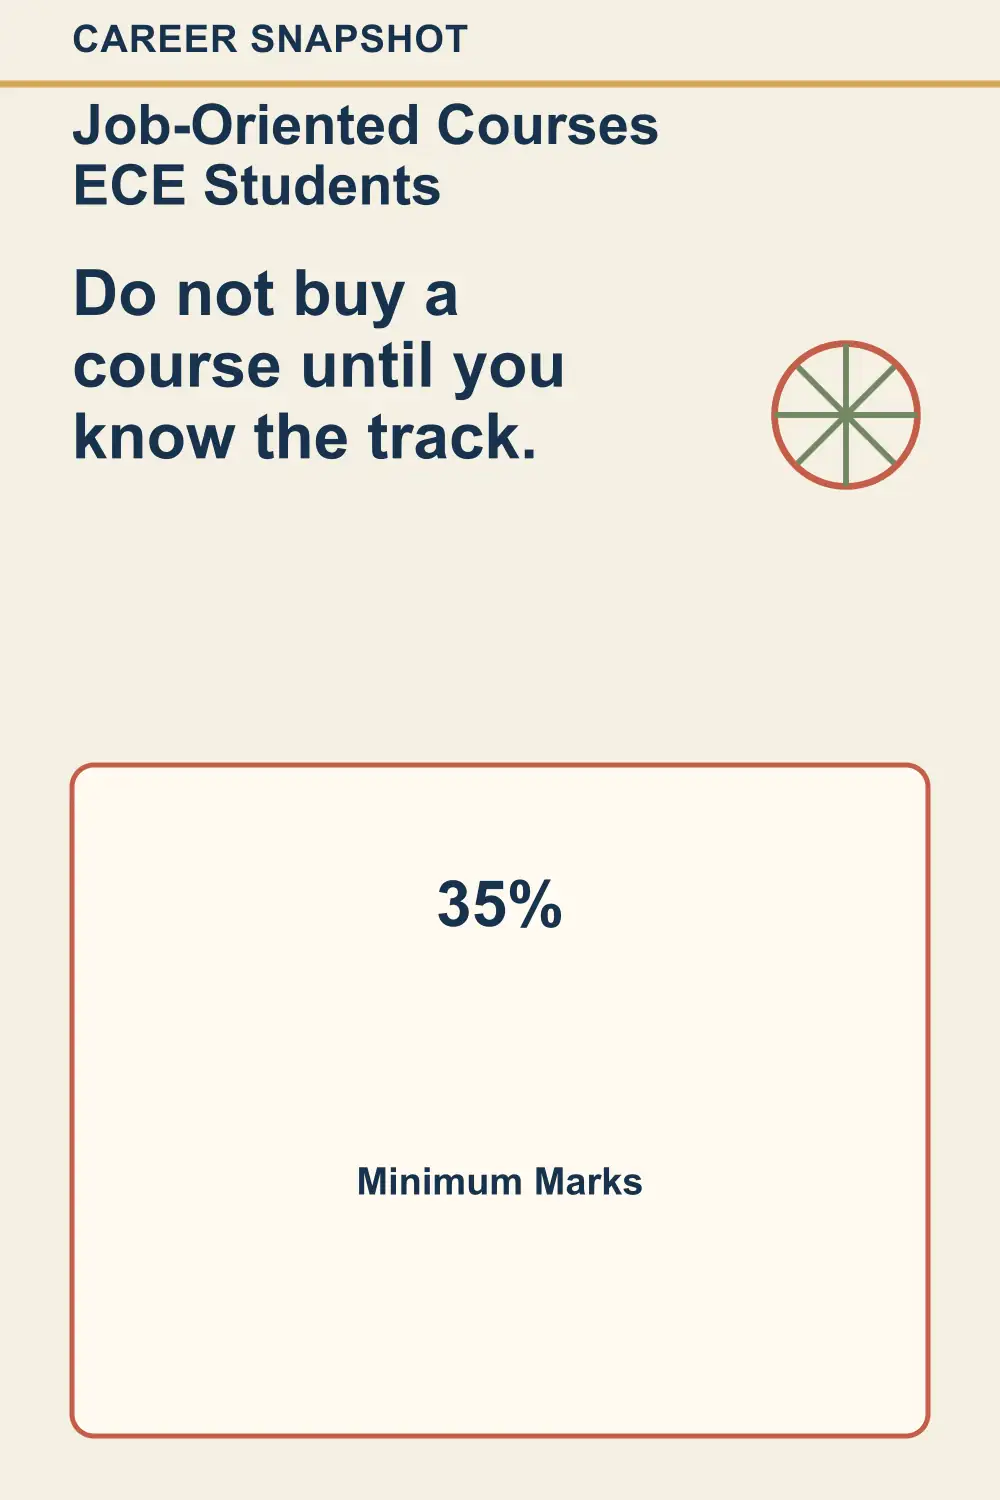 CAREER SNAPSHOT
Job-Oriented Courses
ECE Students
Do not buy a
course until you
know the track.
35%
Minimum Marks